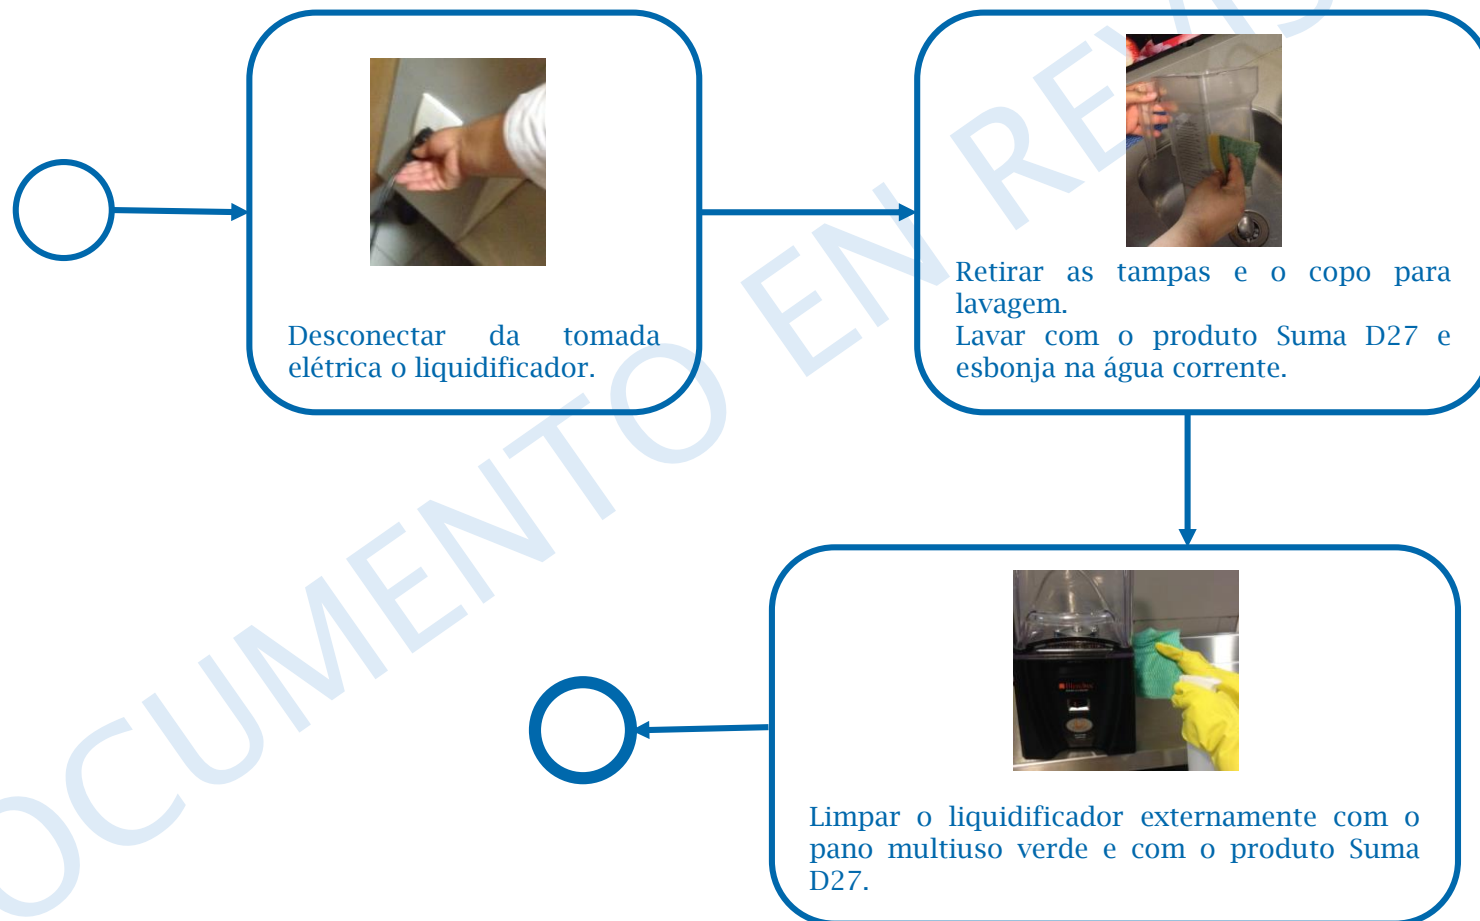 Desconectar da tomada
elétrica o liquidificador.
Retirar as tampas e o copo para
lavagem.
Lavar com o produto Suma D27 e
esbonja na água corrente.
Limpar o liquidificador externamente com o
pano multiuso verde e com o produto Suma
D27.
OCUMENTO EN REVIS